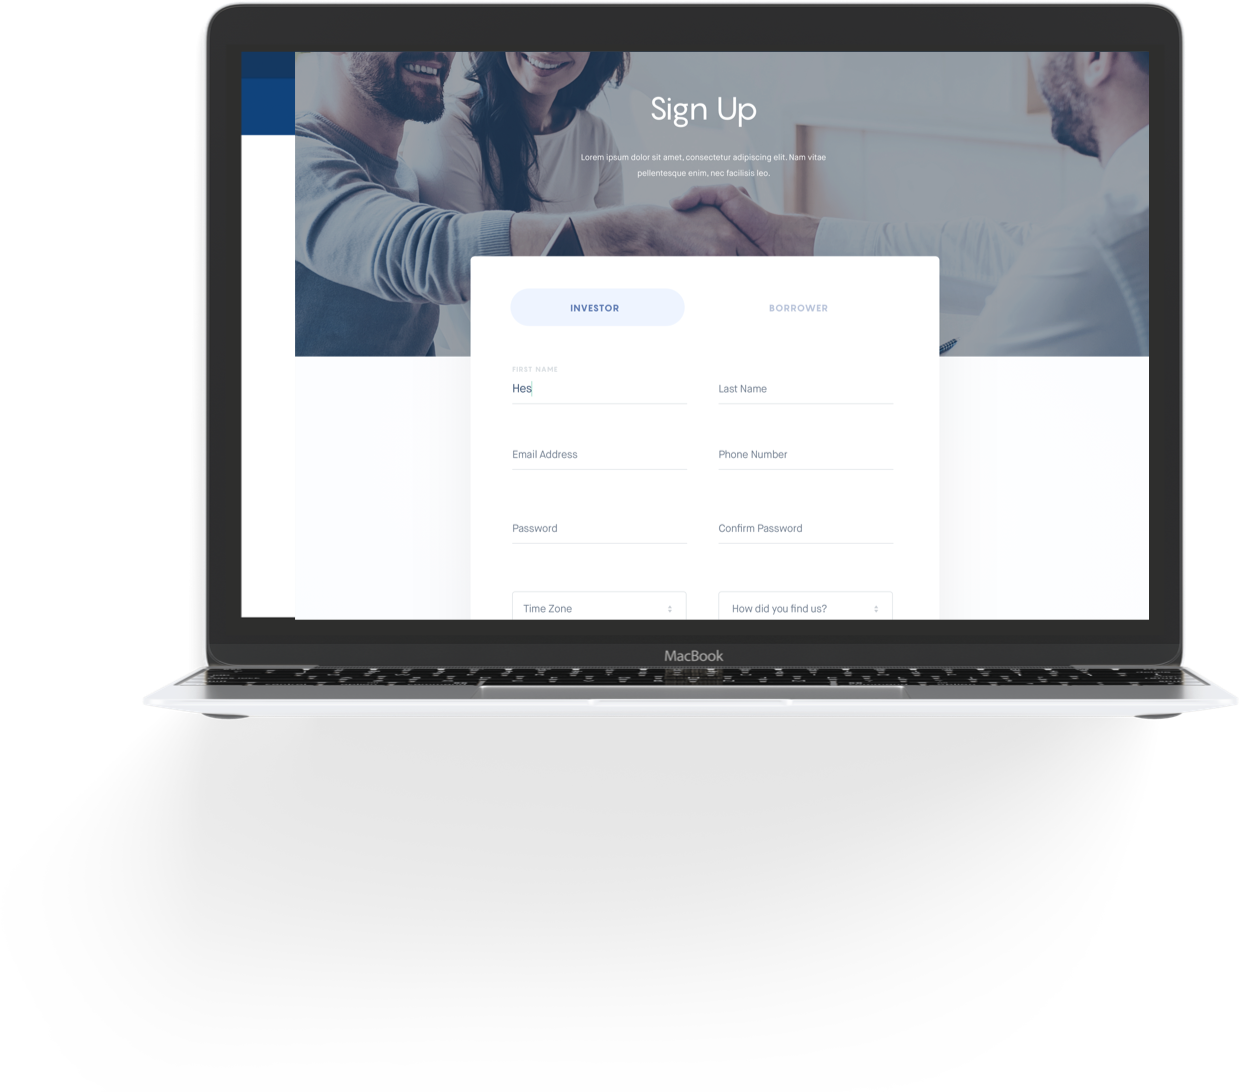 Sign Up
Lorem ipsum dolor sit amet, consectetur adipiscing elit. Nam vitae
pellentesque enim, nec facilisis leo.
INVESTOR
BORROWER
FIRST NAME
Hes
Last Name
Email Address
Phone Number
Password
Confirm Password
Time Zone
How did you find us?
MacBook